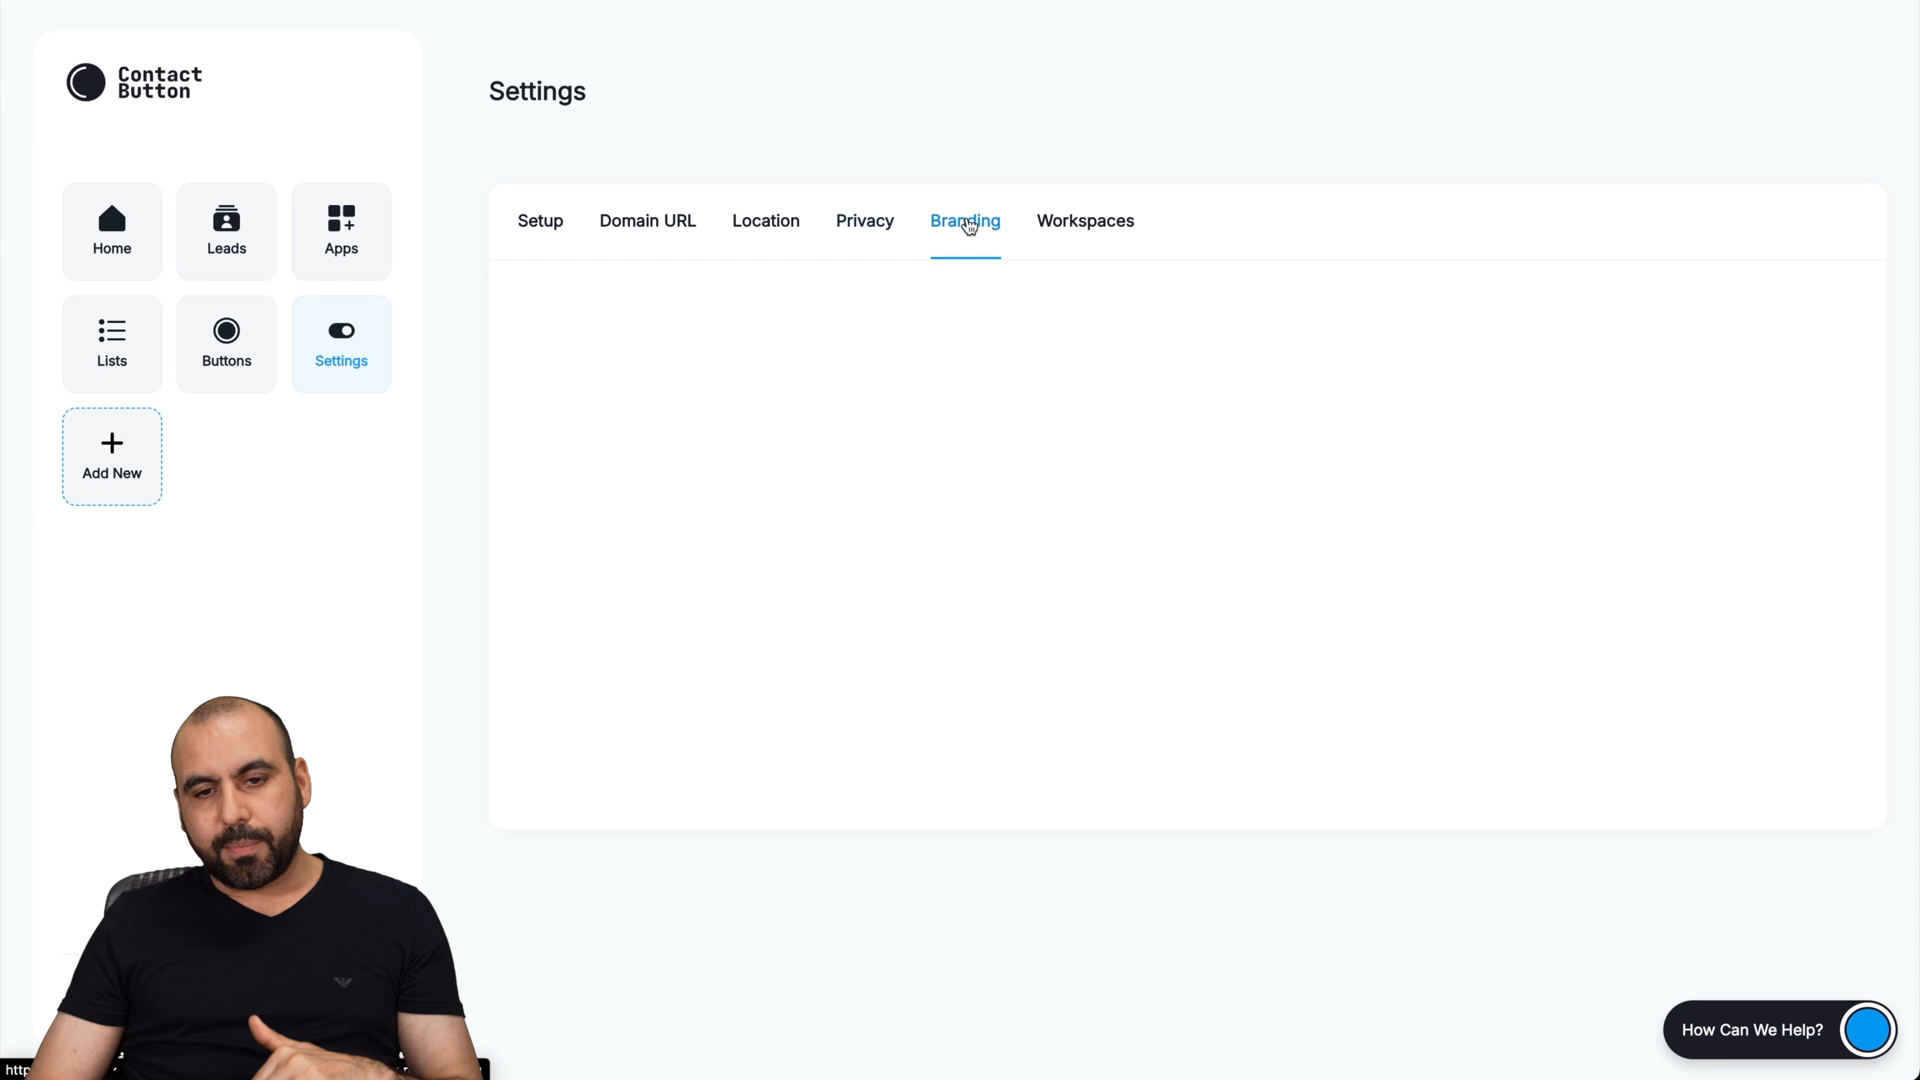 Contact
Button
Settings
Home
Leads
Apps
Lists
Buttons
Settings
Add New
Setup
Domain URL
Location
Privacy
Branding
Workspaces
How Can We Help?
http